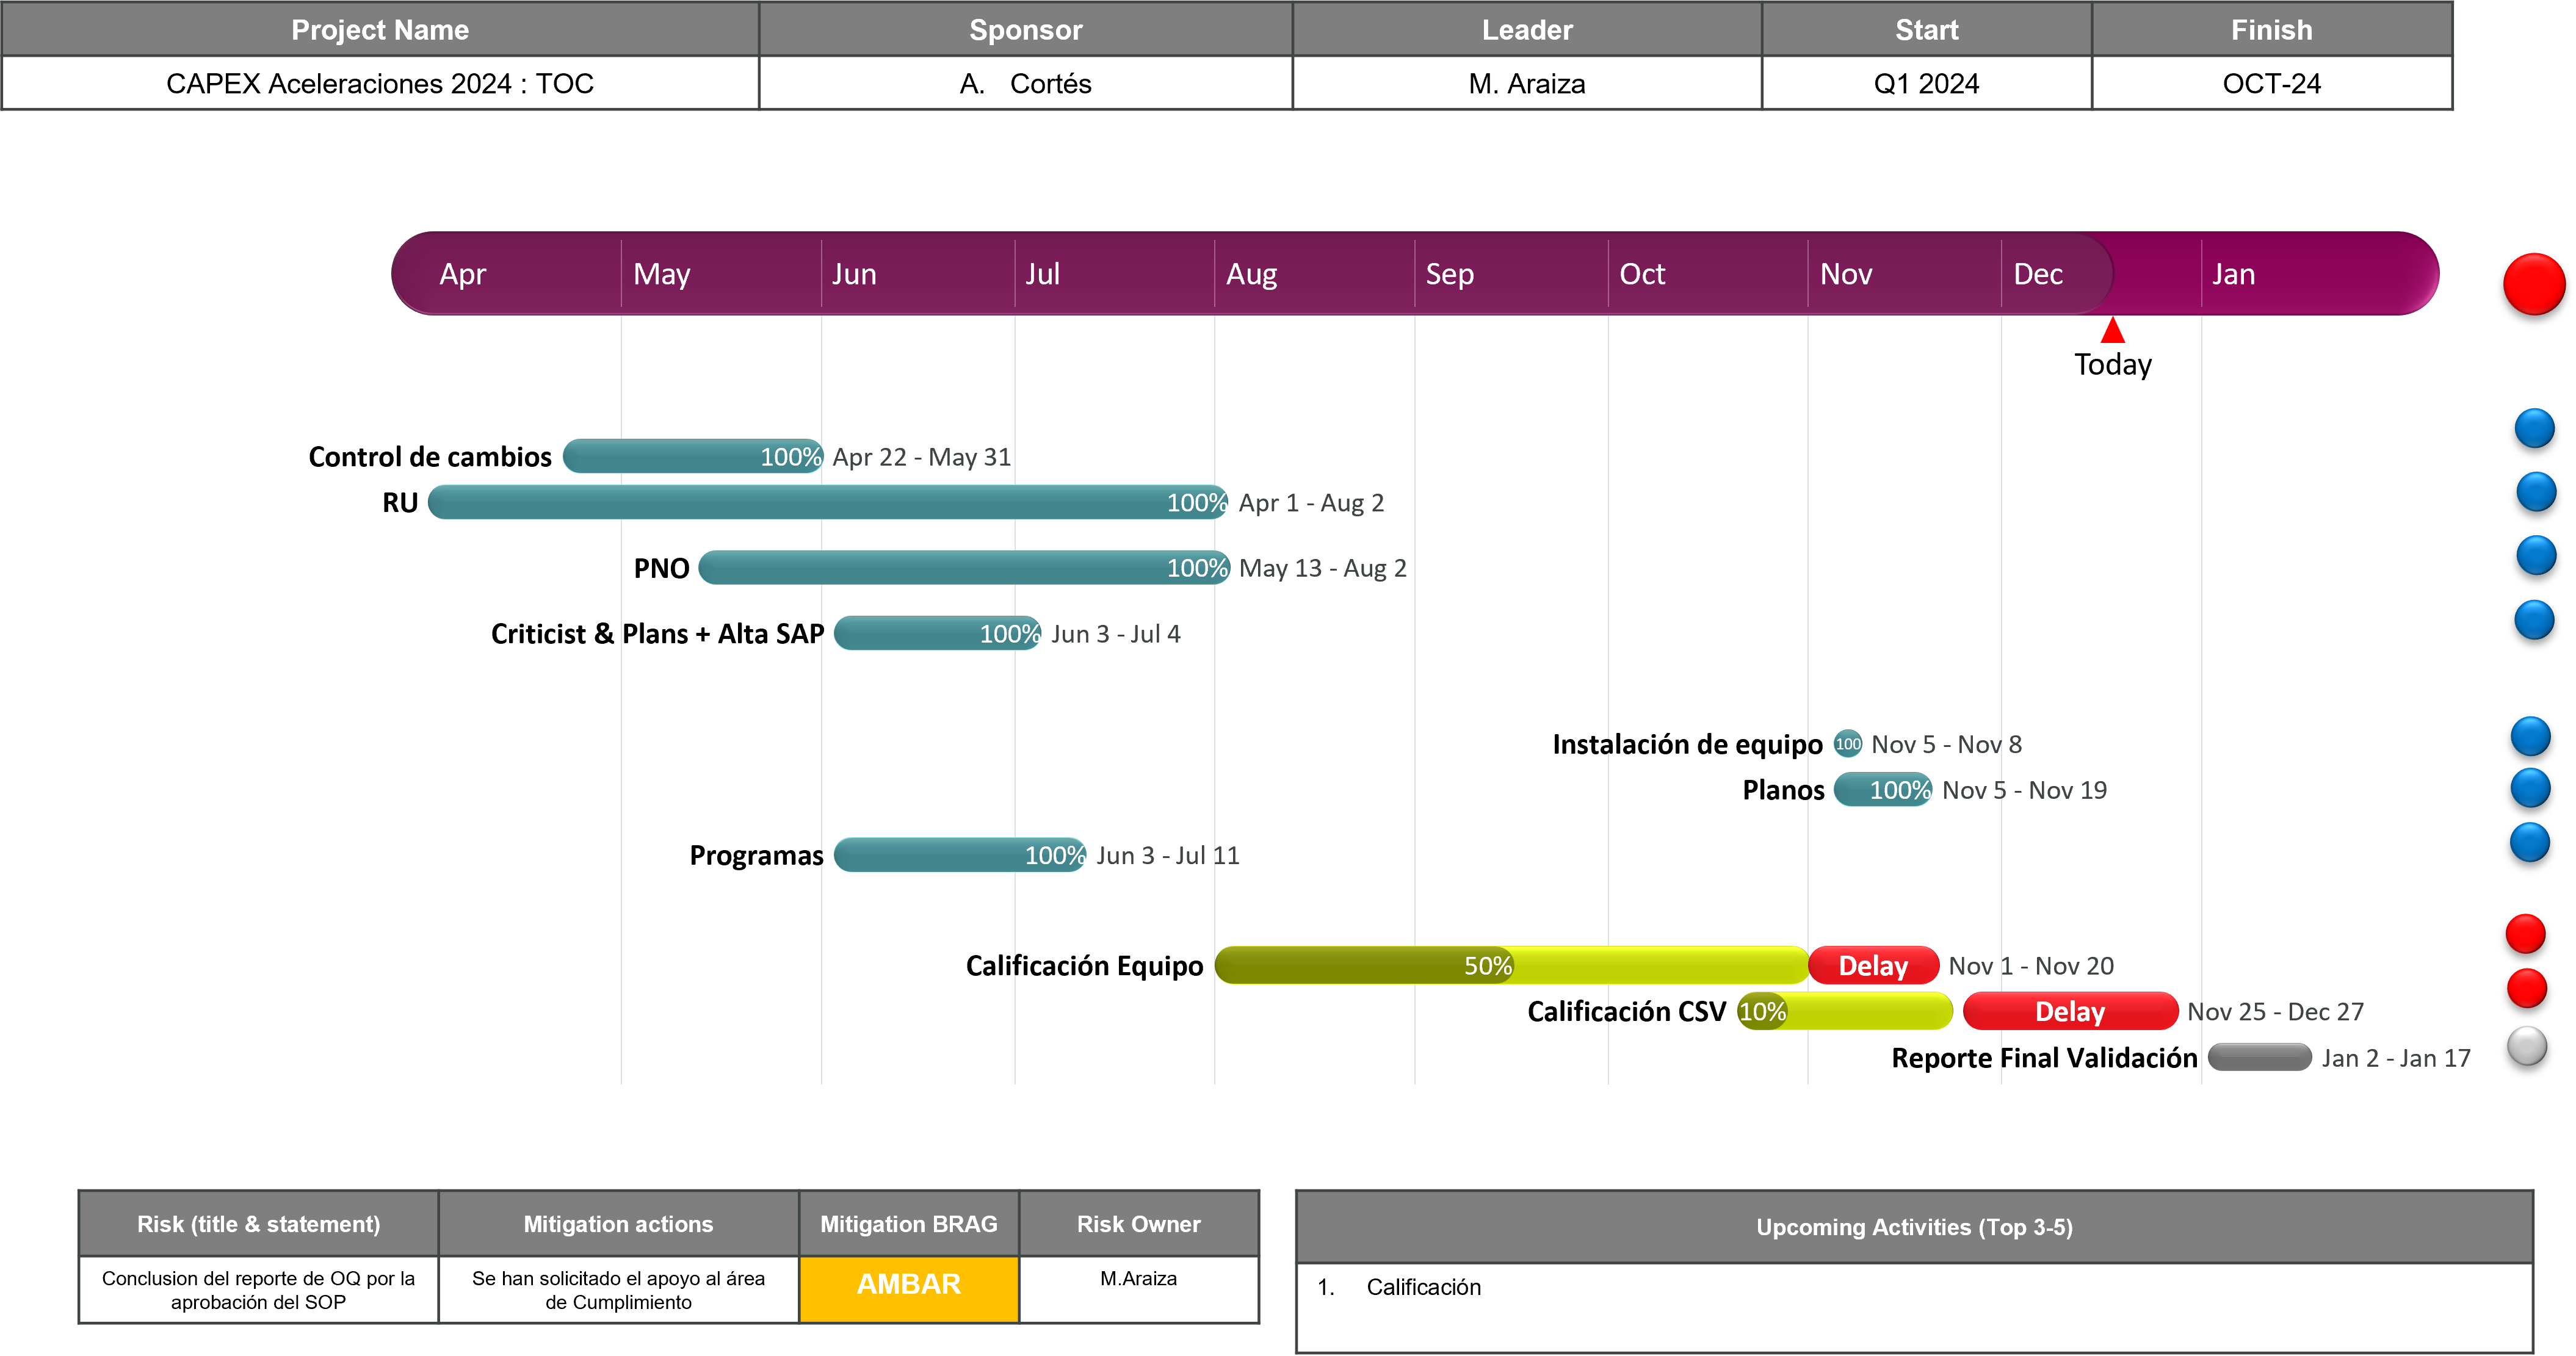 Project Name Sponsor Leader Start Finish
CAPEX Aceleraciones 2024 : TOC A. Cortés M. Araiza Q1 2024 OCT-24
Apr May Jun Jul Aug Sep Oct Nov Dec Jan
Today
Control de cambios 100% Apr 22 - May 31
RU 100% Apr 1 - Aug 2
PNO 100% May 13 - Aug 2
Criticist & Plans + Alta SAP 100% Jun 3 - Jul 4
Instalación de equipo 100 Nov 5 - Nov 8
Planos 100% Nov 5 - Nov 19
Programas 100% Jun 3 - Jul 11
Calificación Equipo 50% Delay Nov 1 - Nov 20
Calificación CSV 10% Delay Nov 25 - Dec 27
Reporte Final Validación Jan 2 - Jan 17
Risk (title & statement) Mitigation actions Mitigation BRAG Risk Owner
Conclusion del reporte de OQ por la
aprobación del SOP
Se han solicitado el apoyo al área
de Cumplimiento
AMBAR
M.Araiza
Upcoming Activities (Top 3-5)
1. Calificación